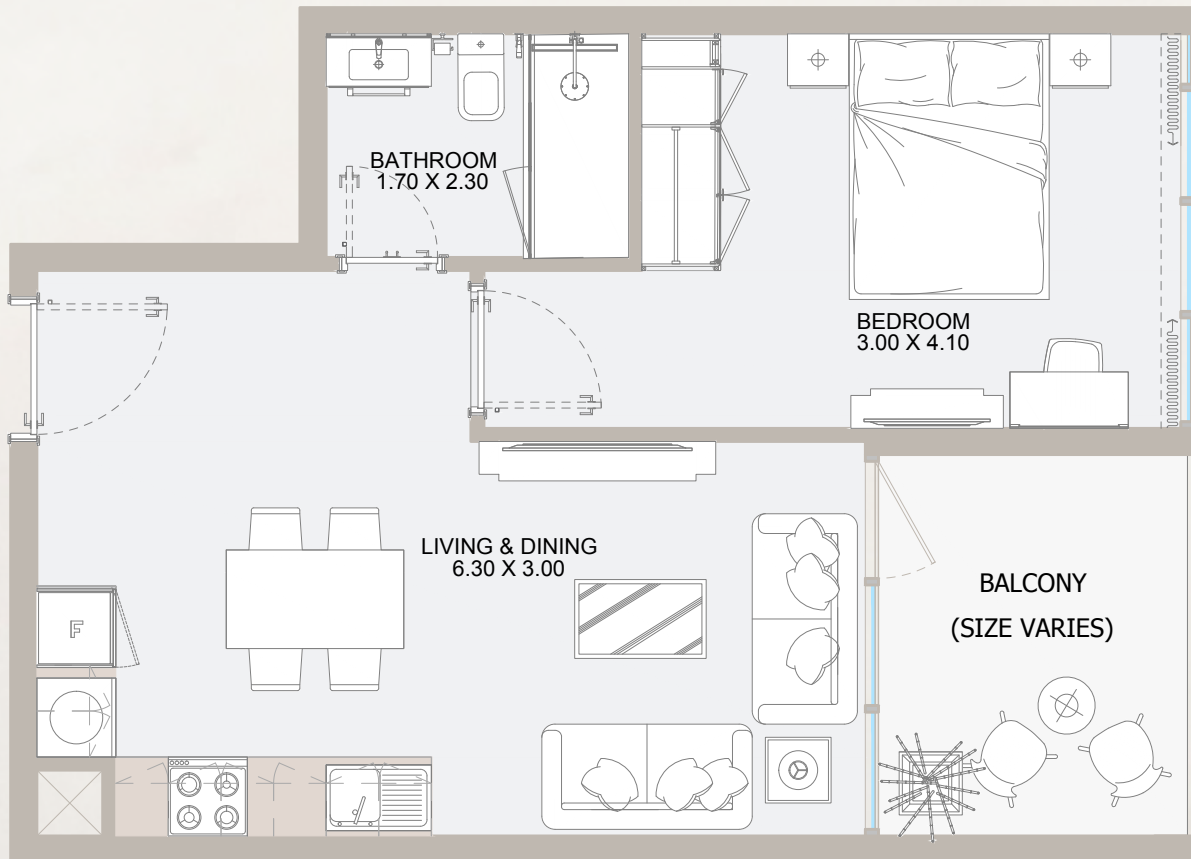 BATHROOM
1.70 X 2.30
BEDROOM
3.00 X 4.10
LIVING & DINING
6.30 X 3.00
BALCONY
(SIZE VARIES)
F